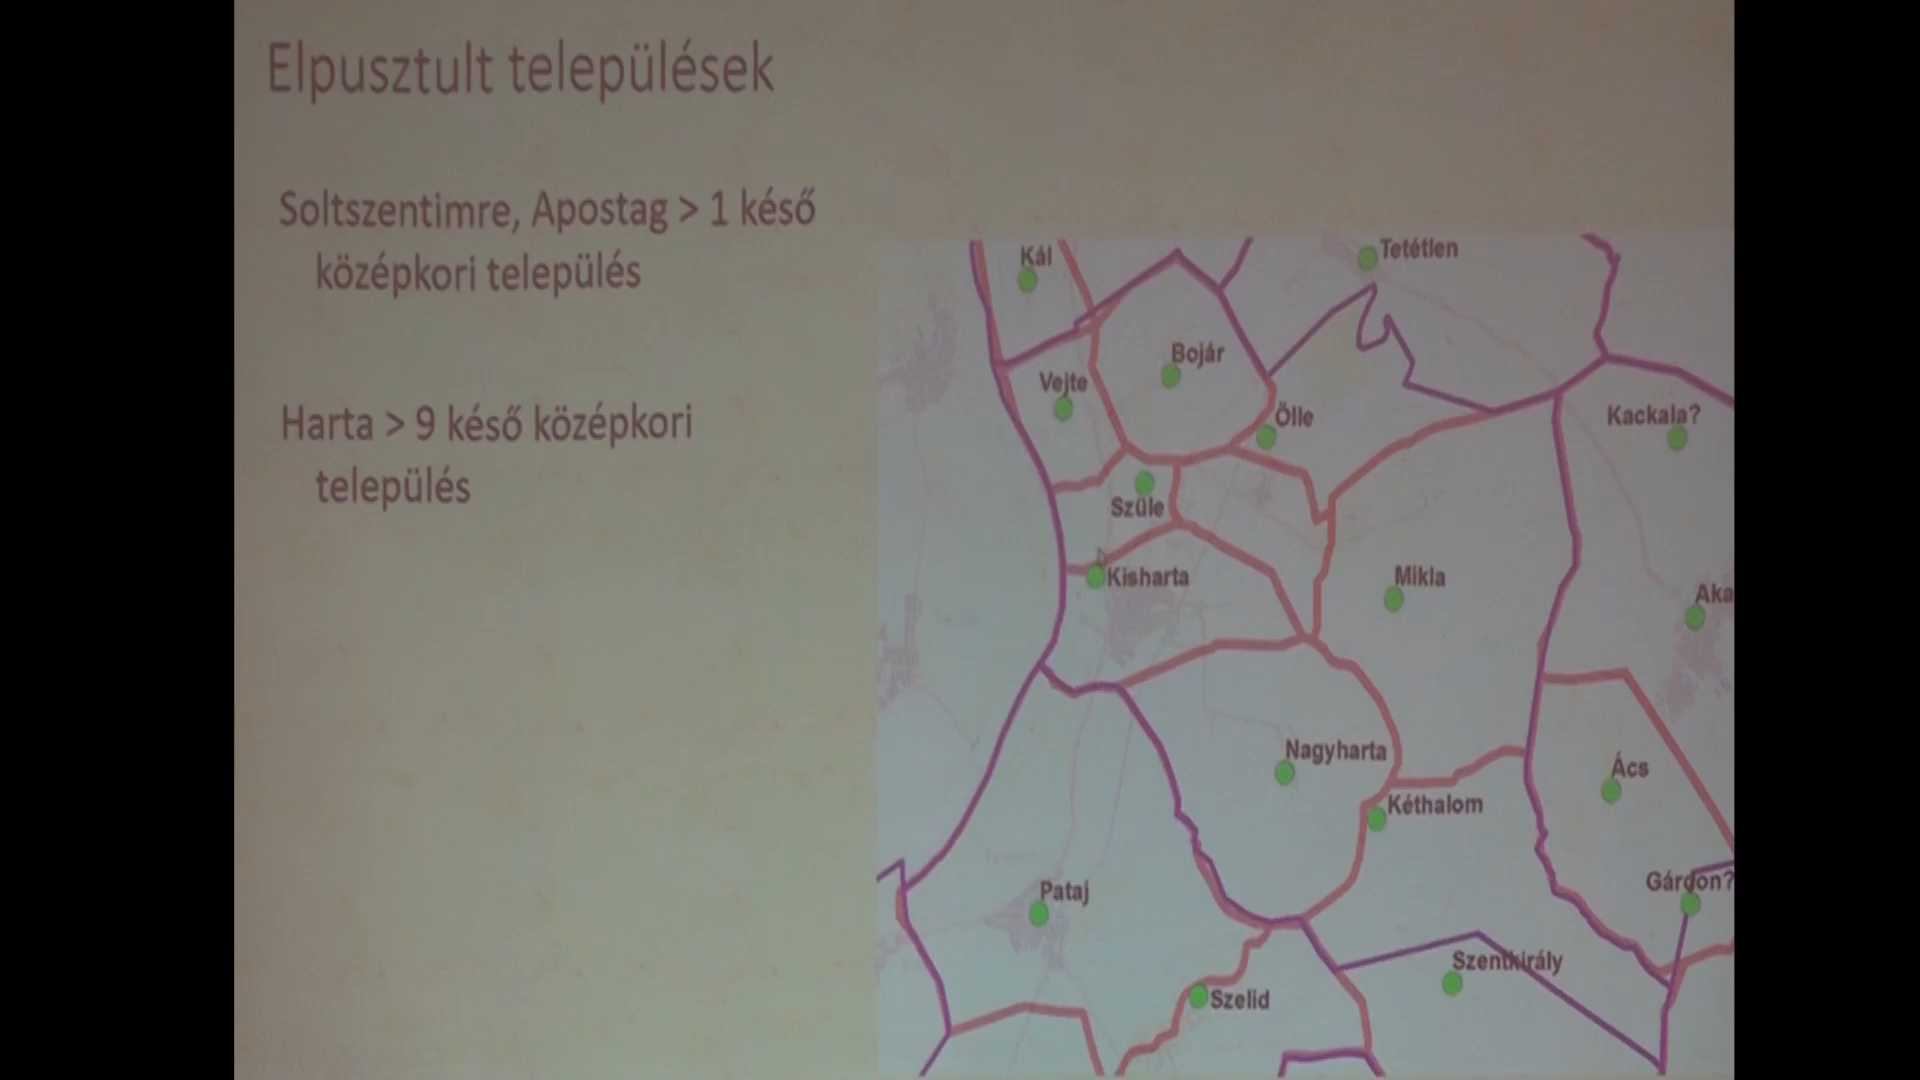 Elpusztult települések
Soltszentimre, Apostag > 1 késő
középkori település
Harta > 9 késő középkori
település
Kál
Tetétlen
Bojár
Vejte
Ölle
Kackala?
Szüle
Kisharta
Mikla
Aka
Nagyharta
Ács
Kéthalom
Gárdon?
Pataj
Szentkirály
Szelid